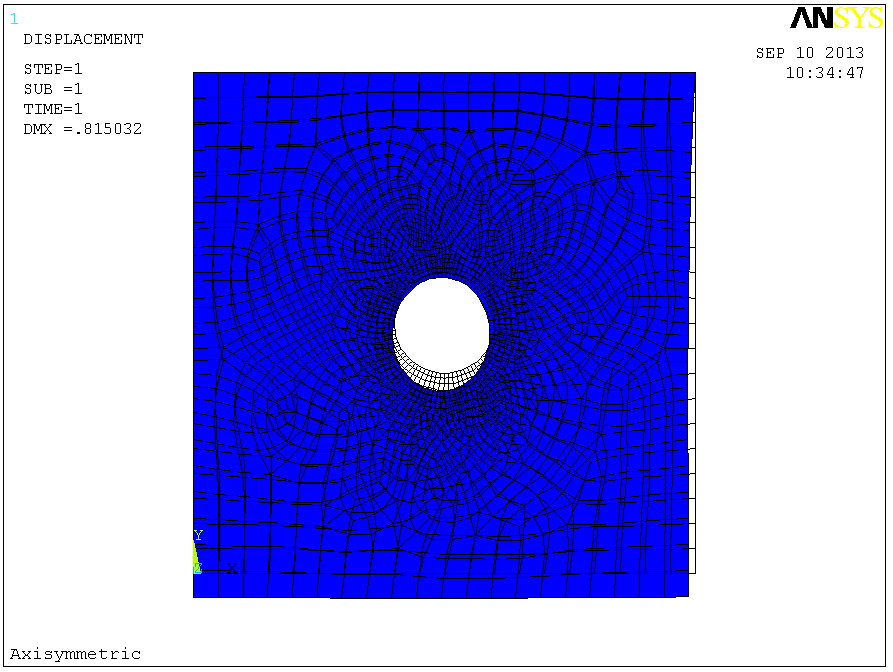 1
ANSYS
DISPLACEMENT
SEP 10 2013
10:34:47
STEP=1
SUB =1
TIME=1
DMX =.815032
Y
Z X
Axisymmetric